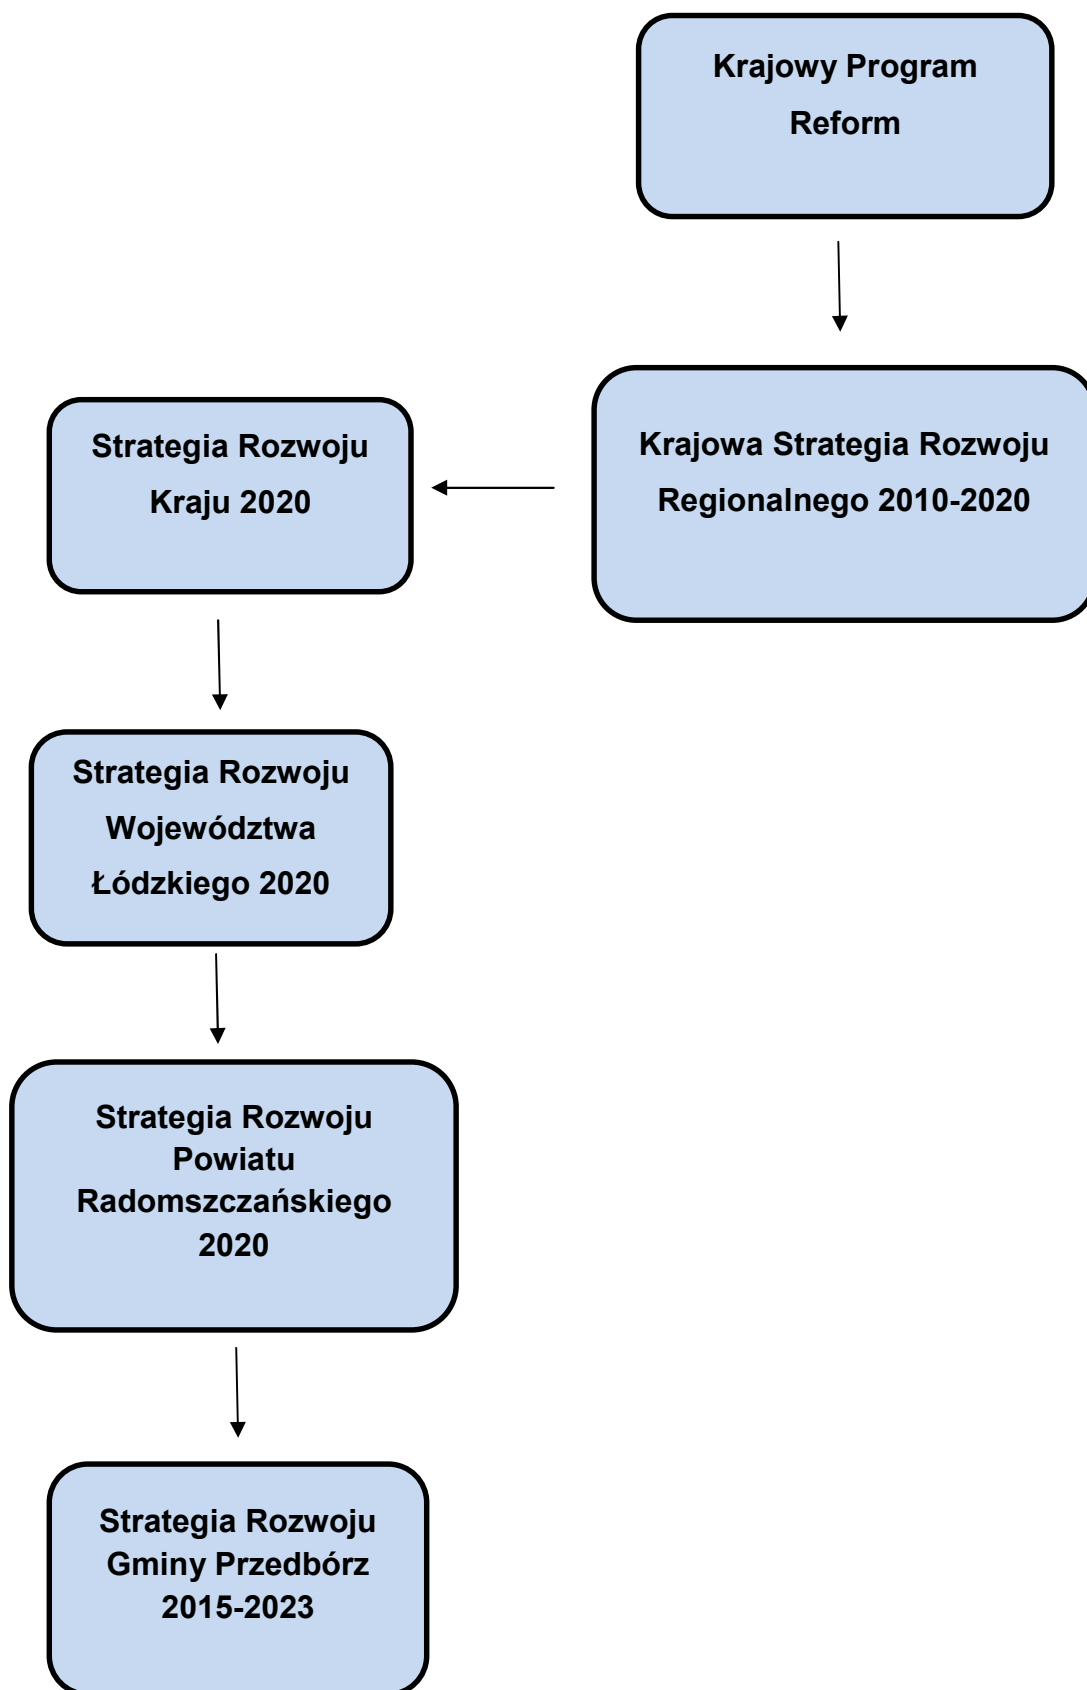 Krajowy Program
Reform
Krajowa Strategia Rozwoju
Regionalnego 2010-2020
Strategia Rozwoju
Kraju 2020
Strategia Rozwoju
Województwa
Łódzkiego 2020
Strategia Rozwoju
Powiatu
Radomszczańskiego
2020
Strategia Rozwoju
Gminy Przedbórz
2015-2023